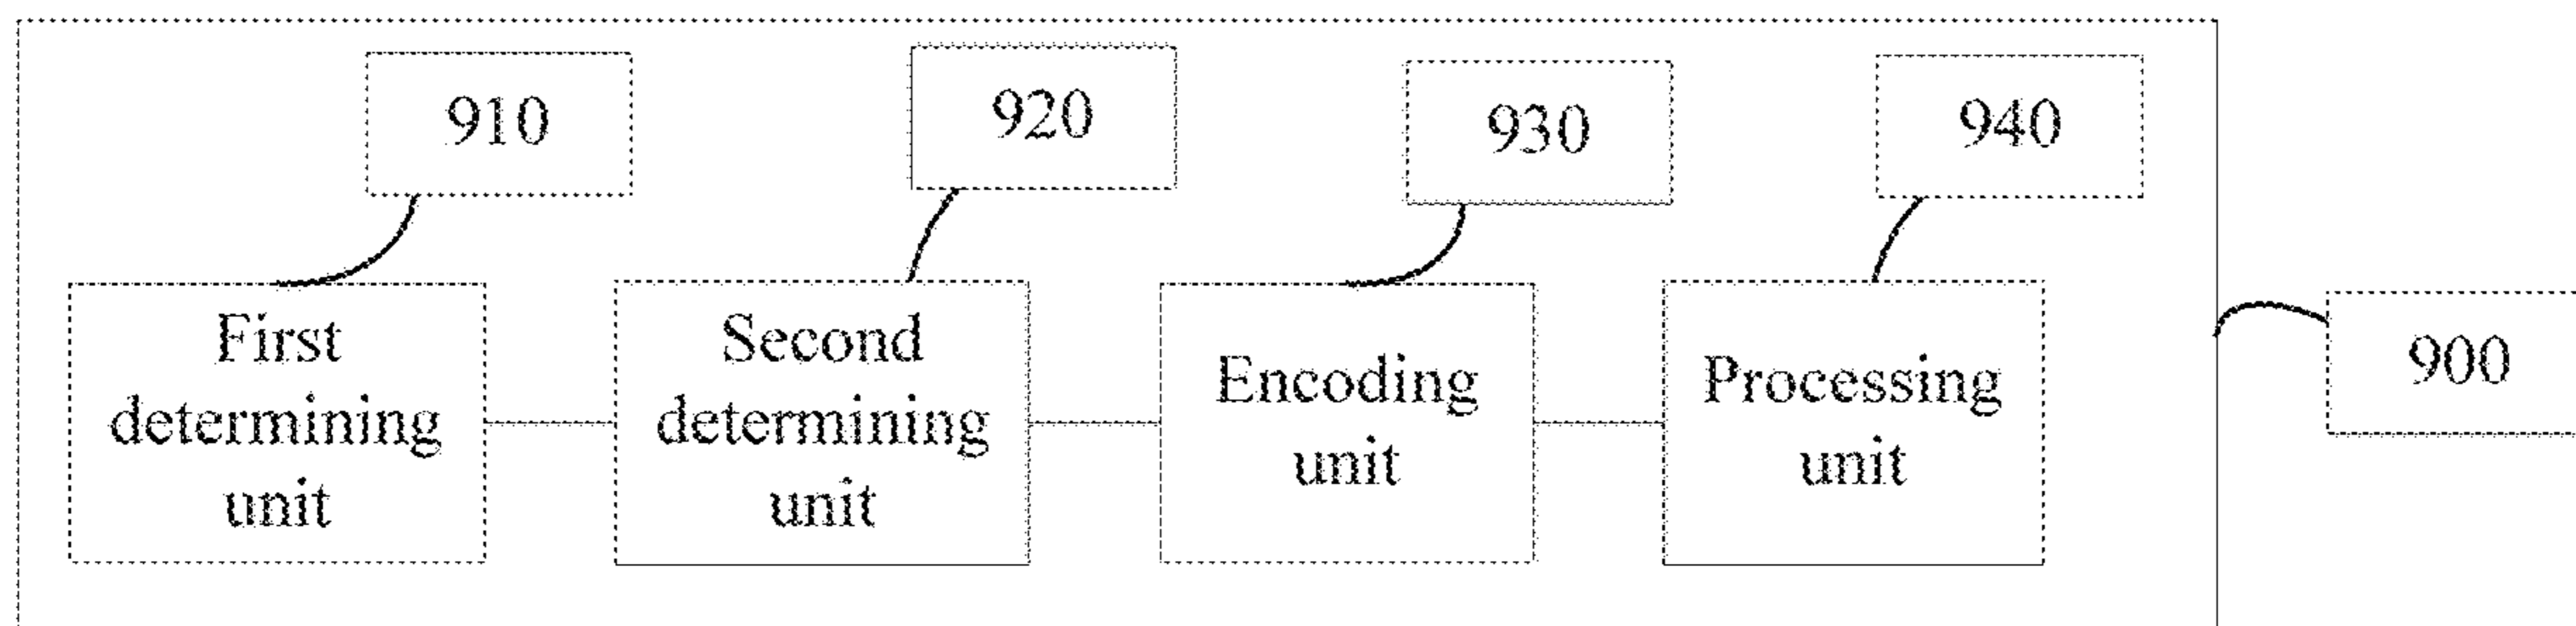 910
920
930
940
First
determining
unit
Second
determining
unit
Encoding
unit
Processing
unit
900